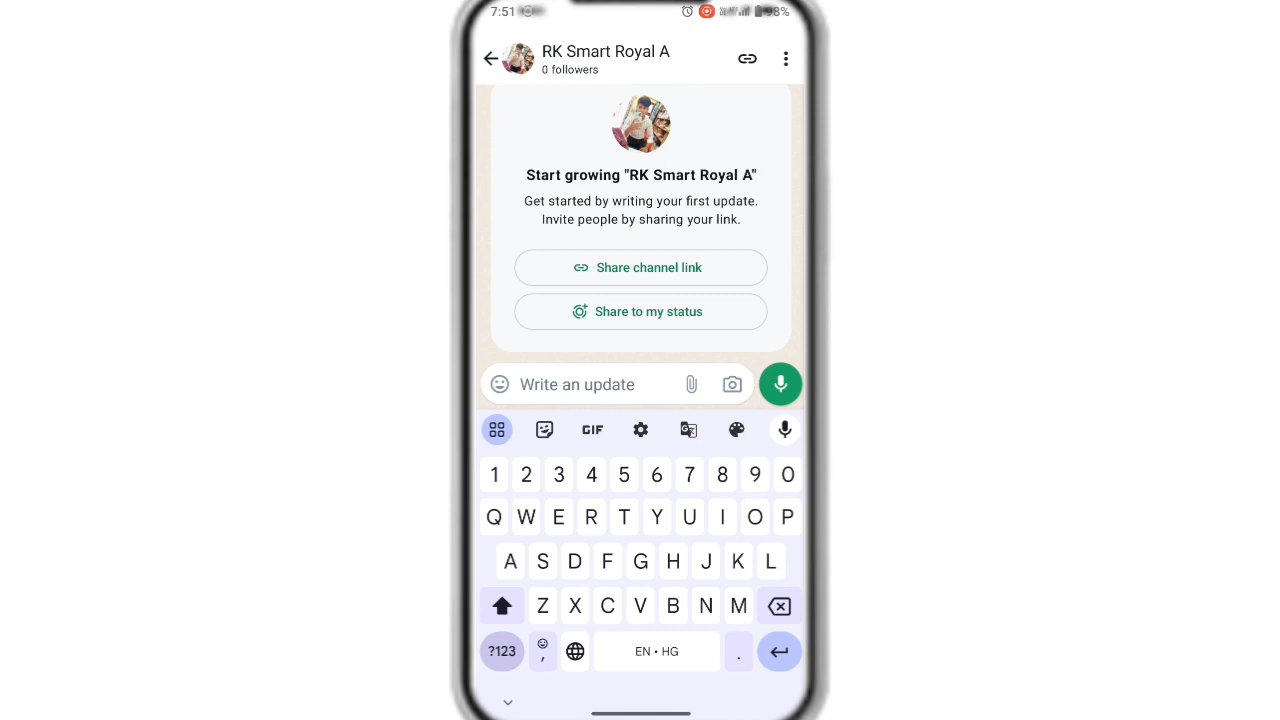 7:51
98%
RK Smart Royal A
0 followers
Start growing "RK Smart Royal A"
Get started by writing your first update.
Invite people by sharing your link.
Share channel link
Share to my status
Write an update
GIF
1 2 3 4 5 6 7 8 9 0
Q W E R T Y U I O P
A S D F G H J K L
Z X C V B N M
?123 , EN • HG .